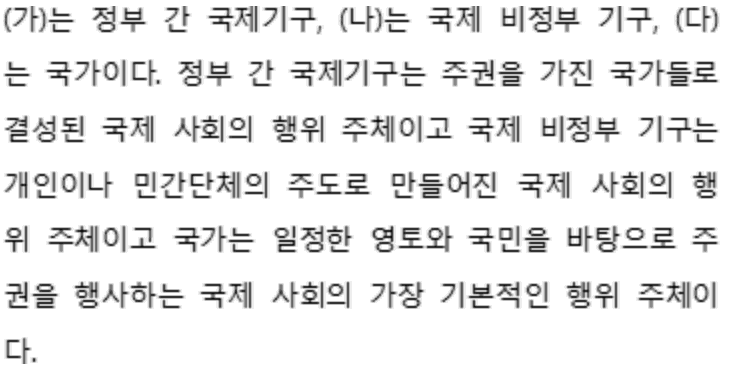 (가)는 정부 간 국제기구, (나)는 국제 비정부 기구, (다)
는 국가이다. 정부 간 국제기구는 주권을 가진 국가들로
결성된 국제 사회의 행위 주체이고 국제 비정부 기구는
개인이나 민간단체의 주도로 만들어진 국제 사회의 행
위 주체이고 국가는 일정한 영토와 국민을 바탕으로 주
권을 행사하는 국제 사회의 가장 기본적인 행위 주체이
다.